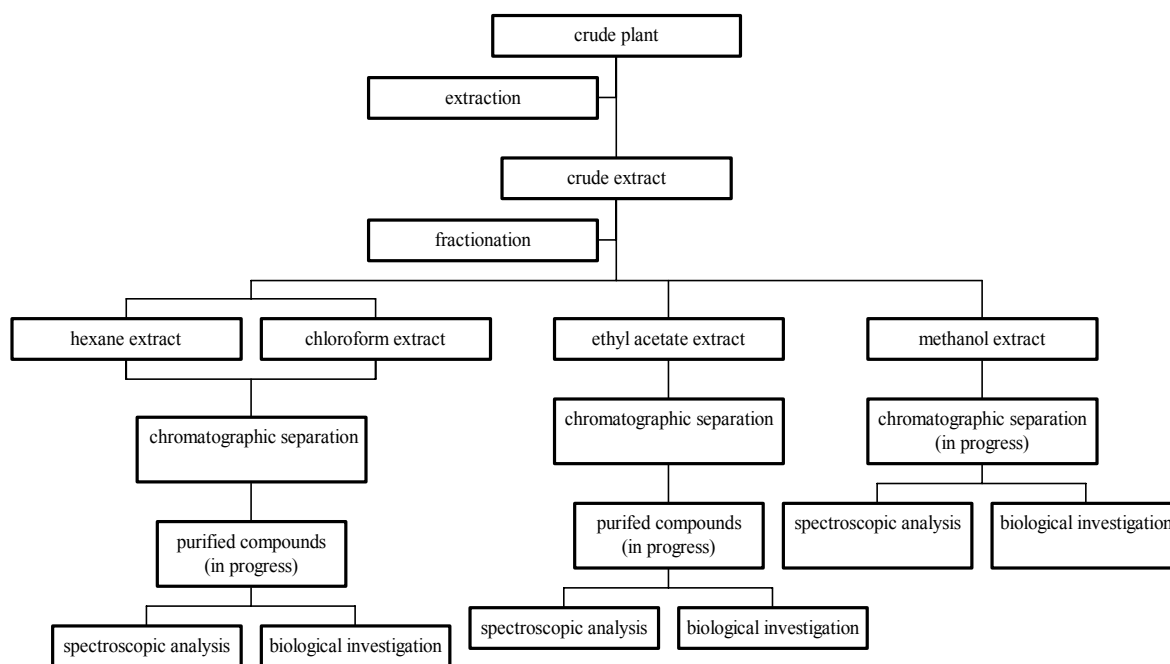 crude plant
extraction
crude extract
fractionation
hexane extract
chloroform extract
ethyl acetate extract
methanol extract
chromatographic separation
chromatographic separation
chromatographic separation
(in progress)
purified compounds
(in progress)
purifed compounds
(in progress)
spectroscopic analysis
biological investigation
spectroscopic analysis
biological investigation
spectroscopic analysis
biological investigation